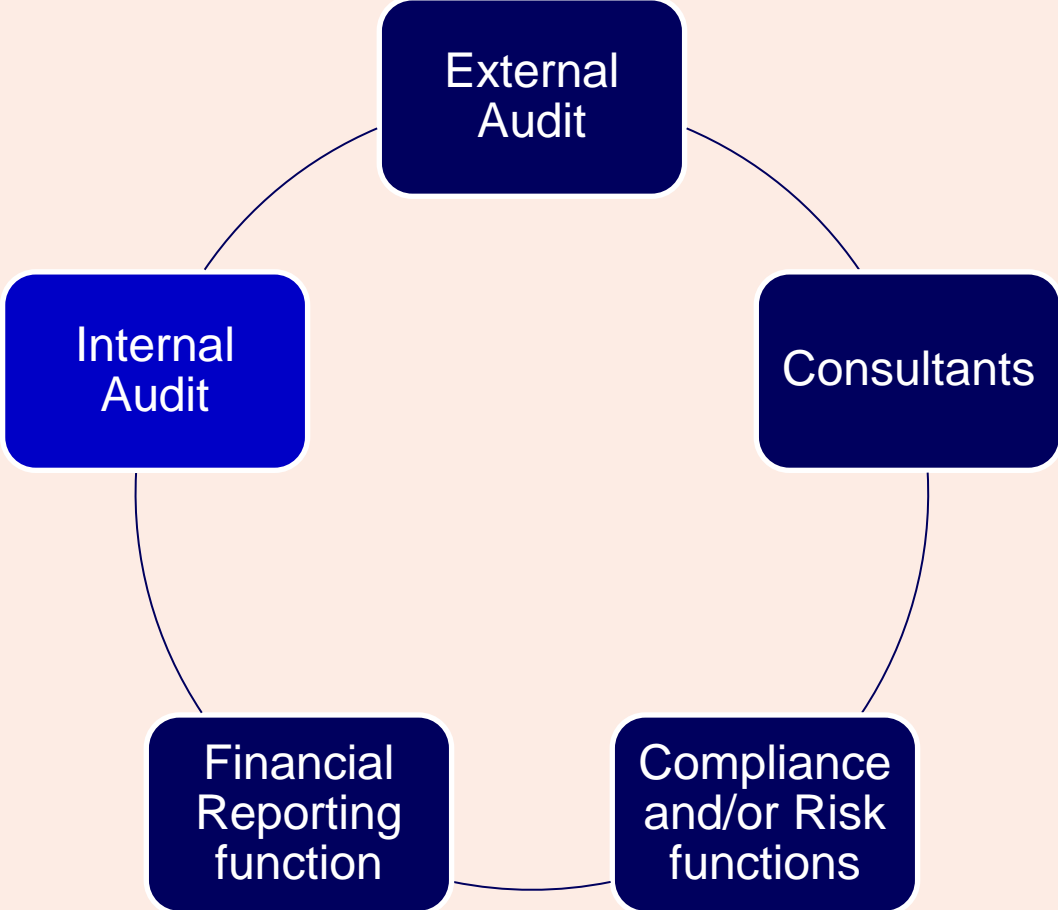 External
Audit
Internal
Audit
Consultants
Financial
Reporting
function
Compliance
and/or Risk
functions